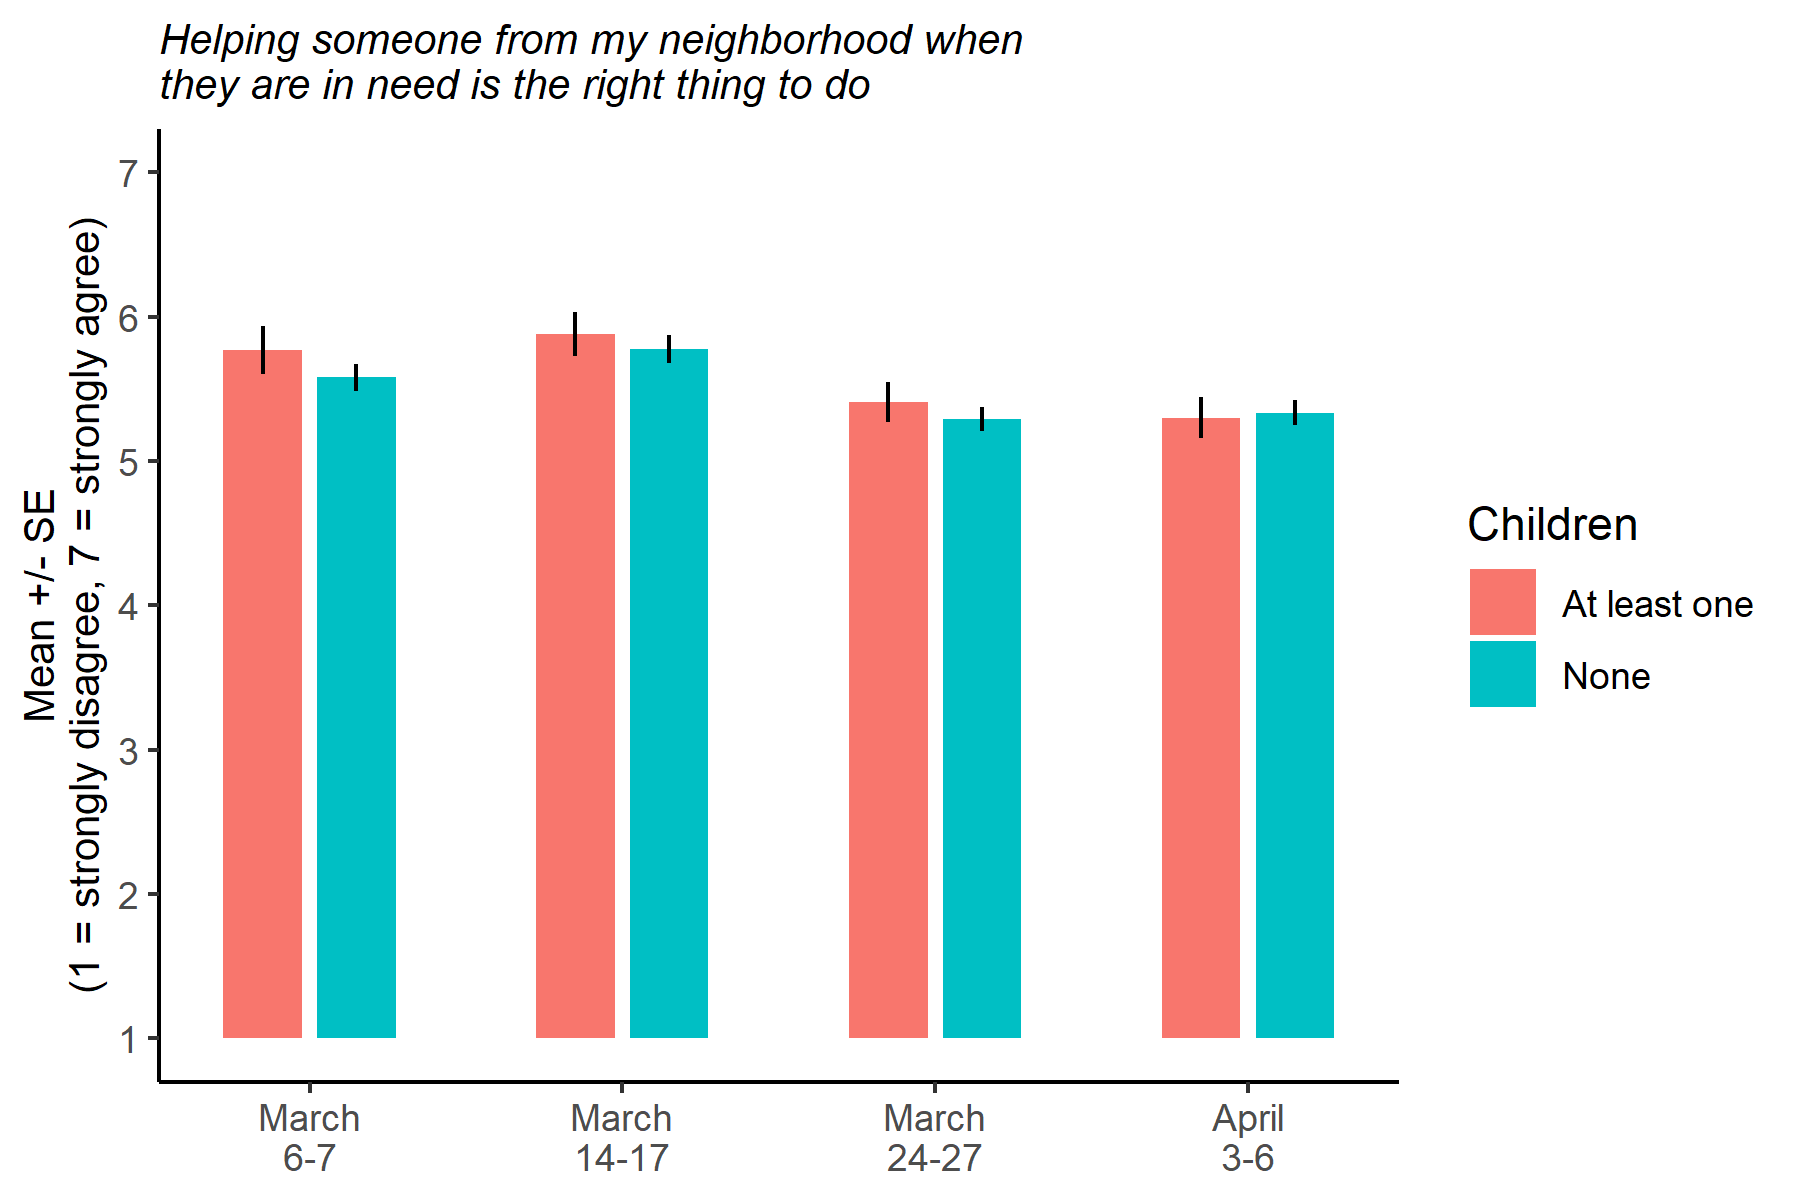 Helping someone from my neighborhood when
they are in need is the right thing to do
Mean +/- SE
(1 = strongly disagree, 7 = strongly agree)
7
6
5
4
3
2
1
March
6-7
March
14-17
March
24-27
April
3-6
Children
At least one
None